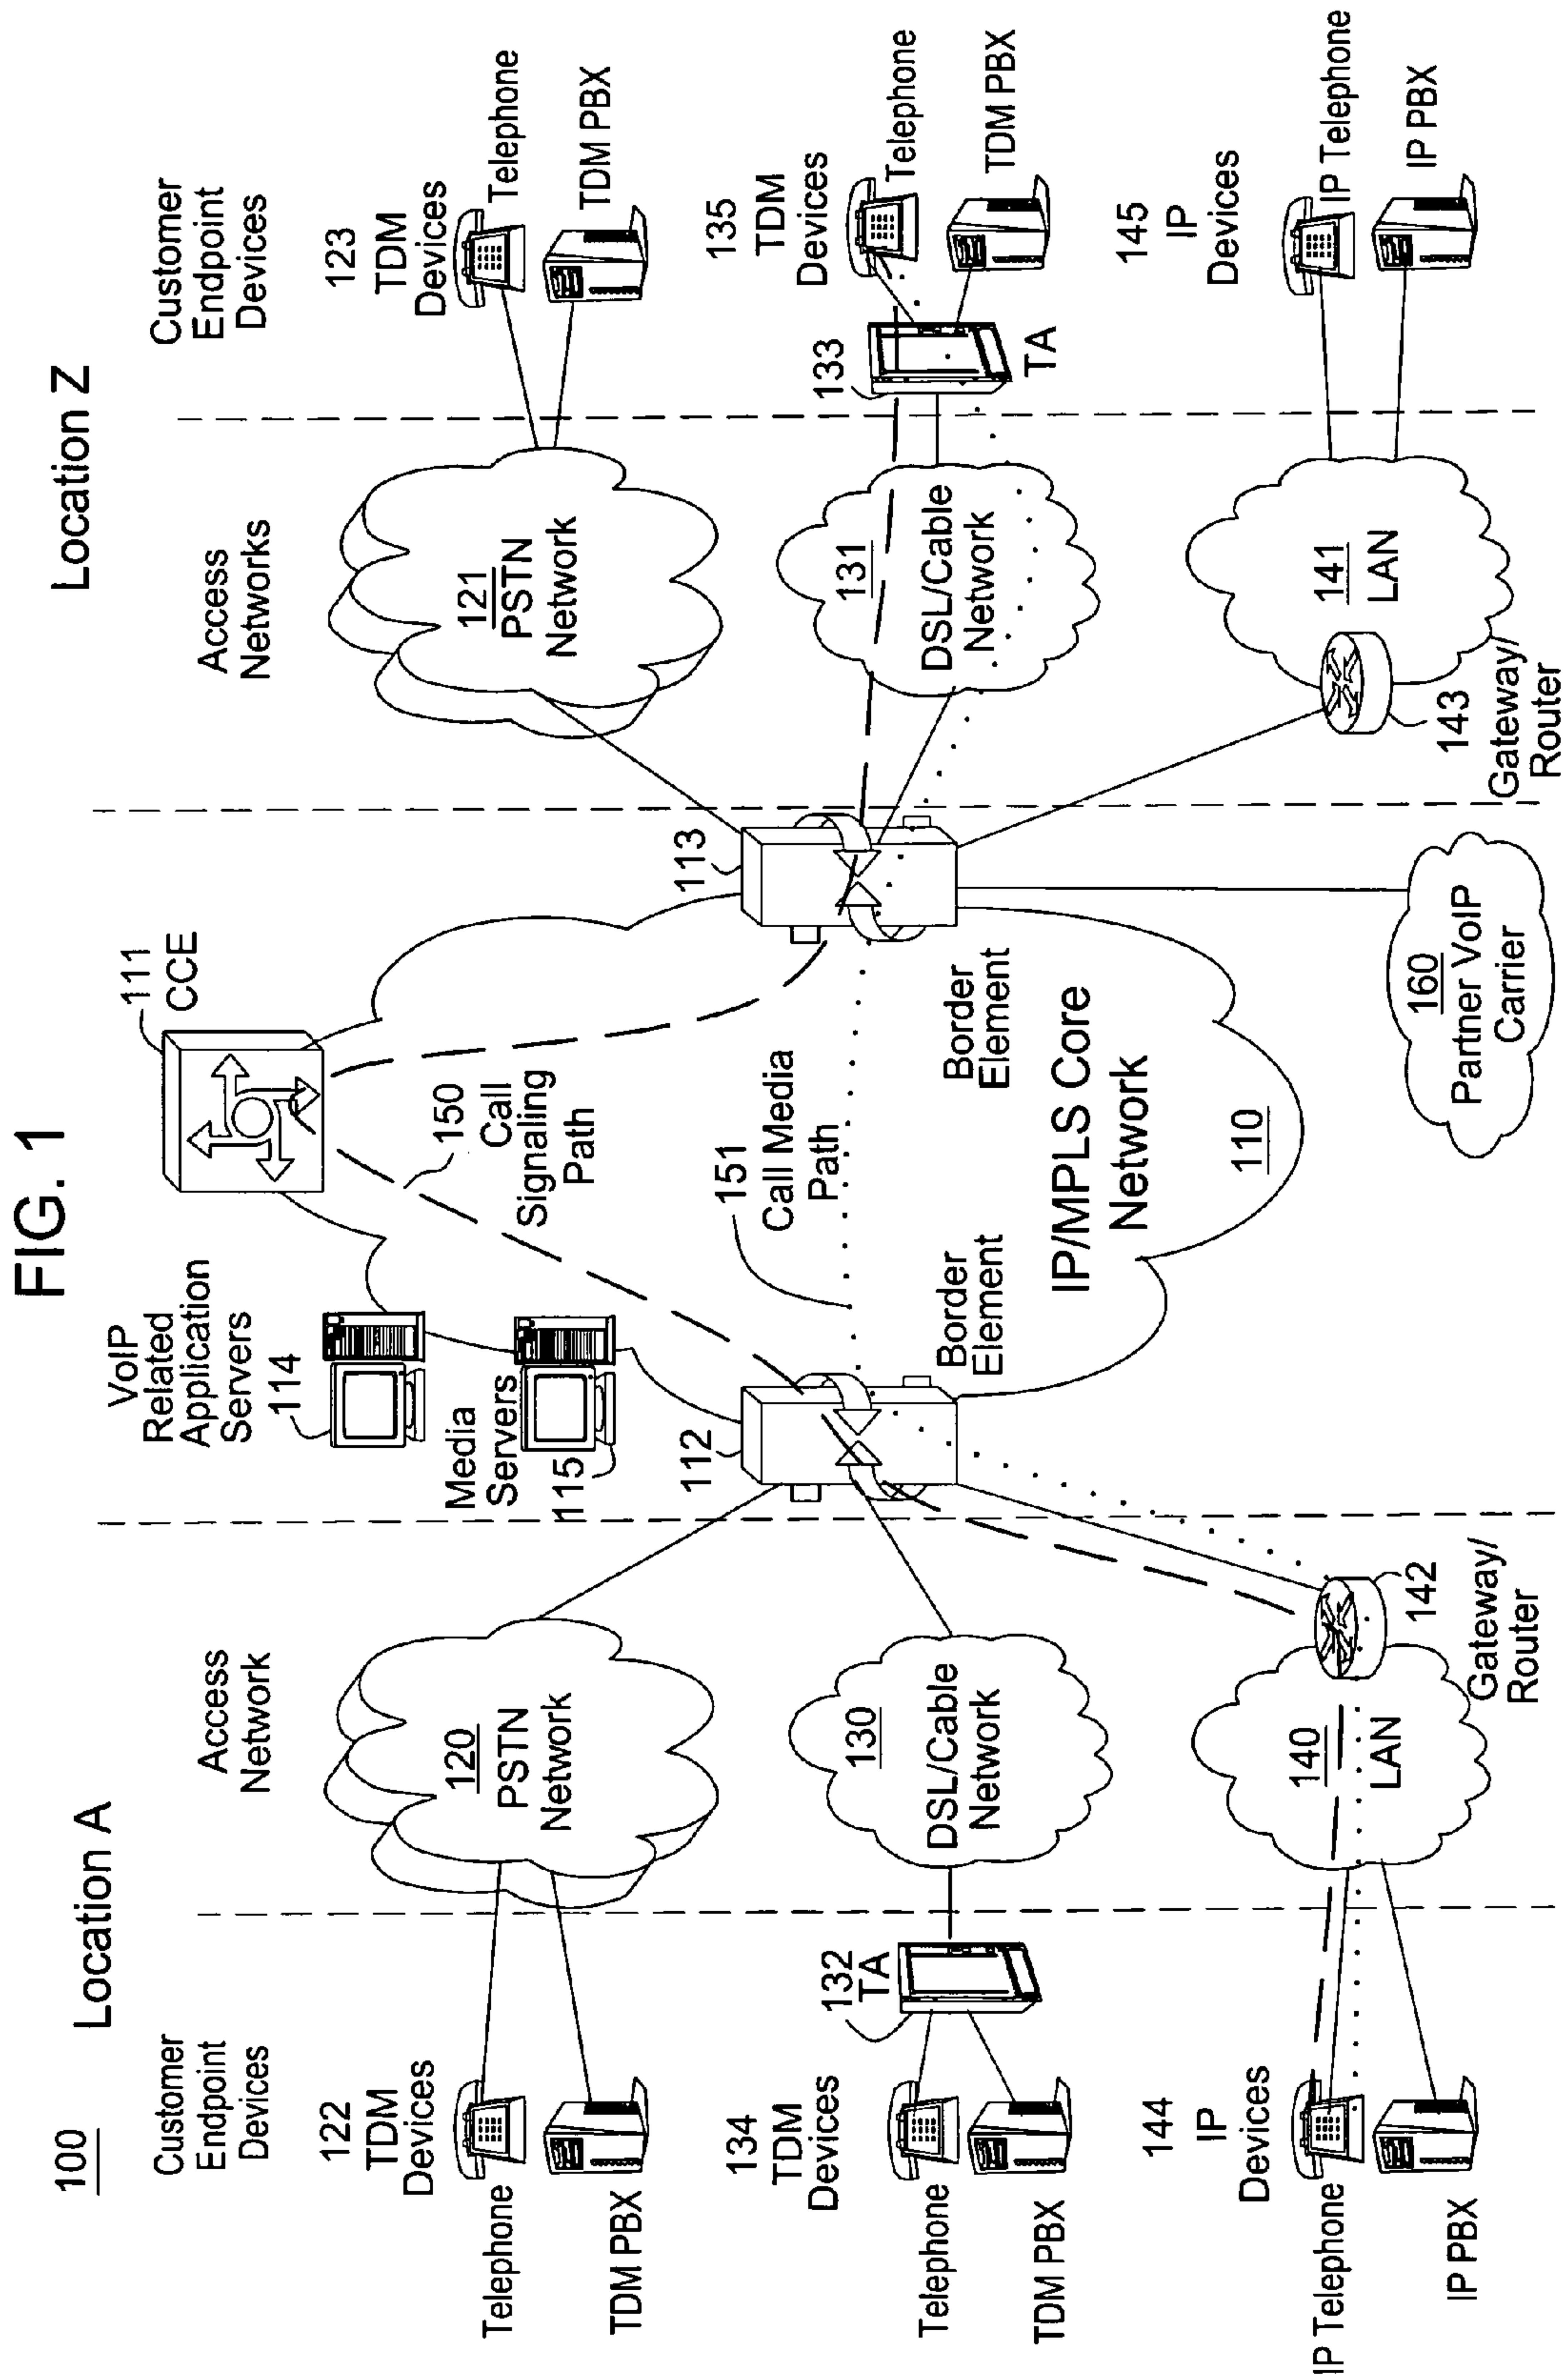 FIG. 1
100
Location A
Location Z
Customer
Endpoint
Devices
Access
Network
VoIP
Related
Application
Servers
114
111
CCE
Access
Networks
Customer
Endpoint
Devices
122
TDM
Devices
Telephone
TDM PBX
120
PSTN
Network
Media
Servers
115
150
Call
Signaling
Path
121
PSTN
Network
123
TDM
Devices
Telephone
TDM PBX
134
TDM
Devices
Telephone
TDM PBX
132
TA
130
DSL/Cable
Network
112
Border
Element
151
Call Media
Path
113
Border
Element
131
DSL/Cable
Network
133
TA
135
TDM
Devices
Telephone
TDM PBX
IP/MPLS Core
Network
110
144
IP
Devices
IP Telephone
IP PBX
140
LAN
142
Gateway/
Router
160
Partner VoIP
Carrier
143
Gateway/
Router
141
LAN
145
IP
Devices
IP Telephone
IP PBX